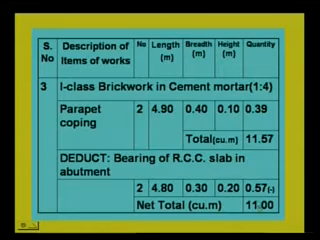 S. No Description of Items of works No Length (m) Breadth (m) Height (m) Quantity
3 I-class Brickwork in Cement mortar(1:4)
Parapet coping 2 4.90 0.40 0.10 0.39
Total(cu.m) 11.57
DEDUCT: Bearing of R.C.C. slab in
abutment
2 4.80 0.30 0.20 0.57(-)
Net Total (cu.m) 11.00